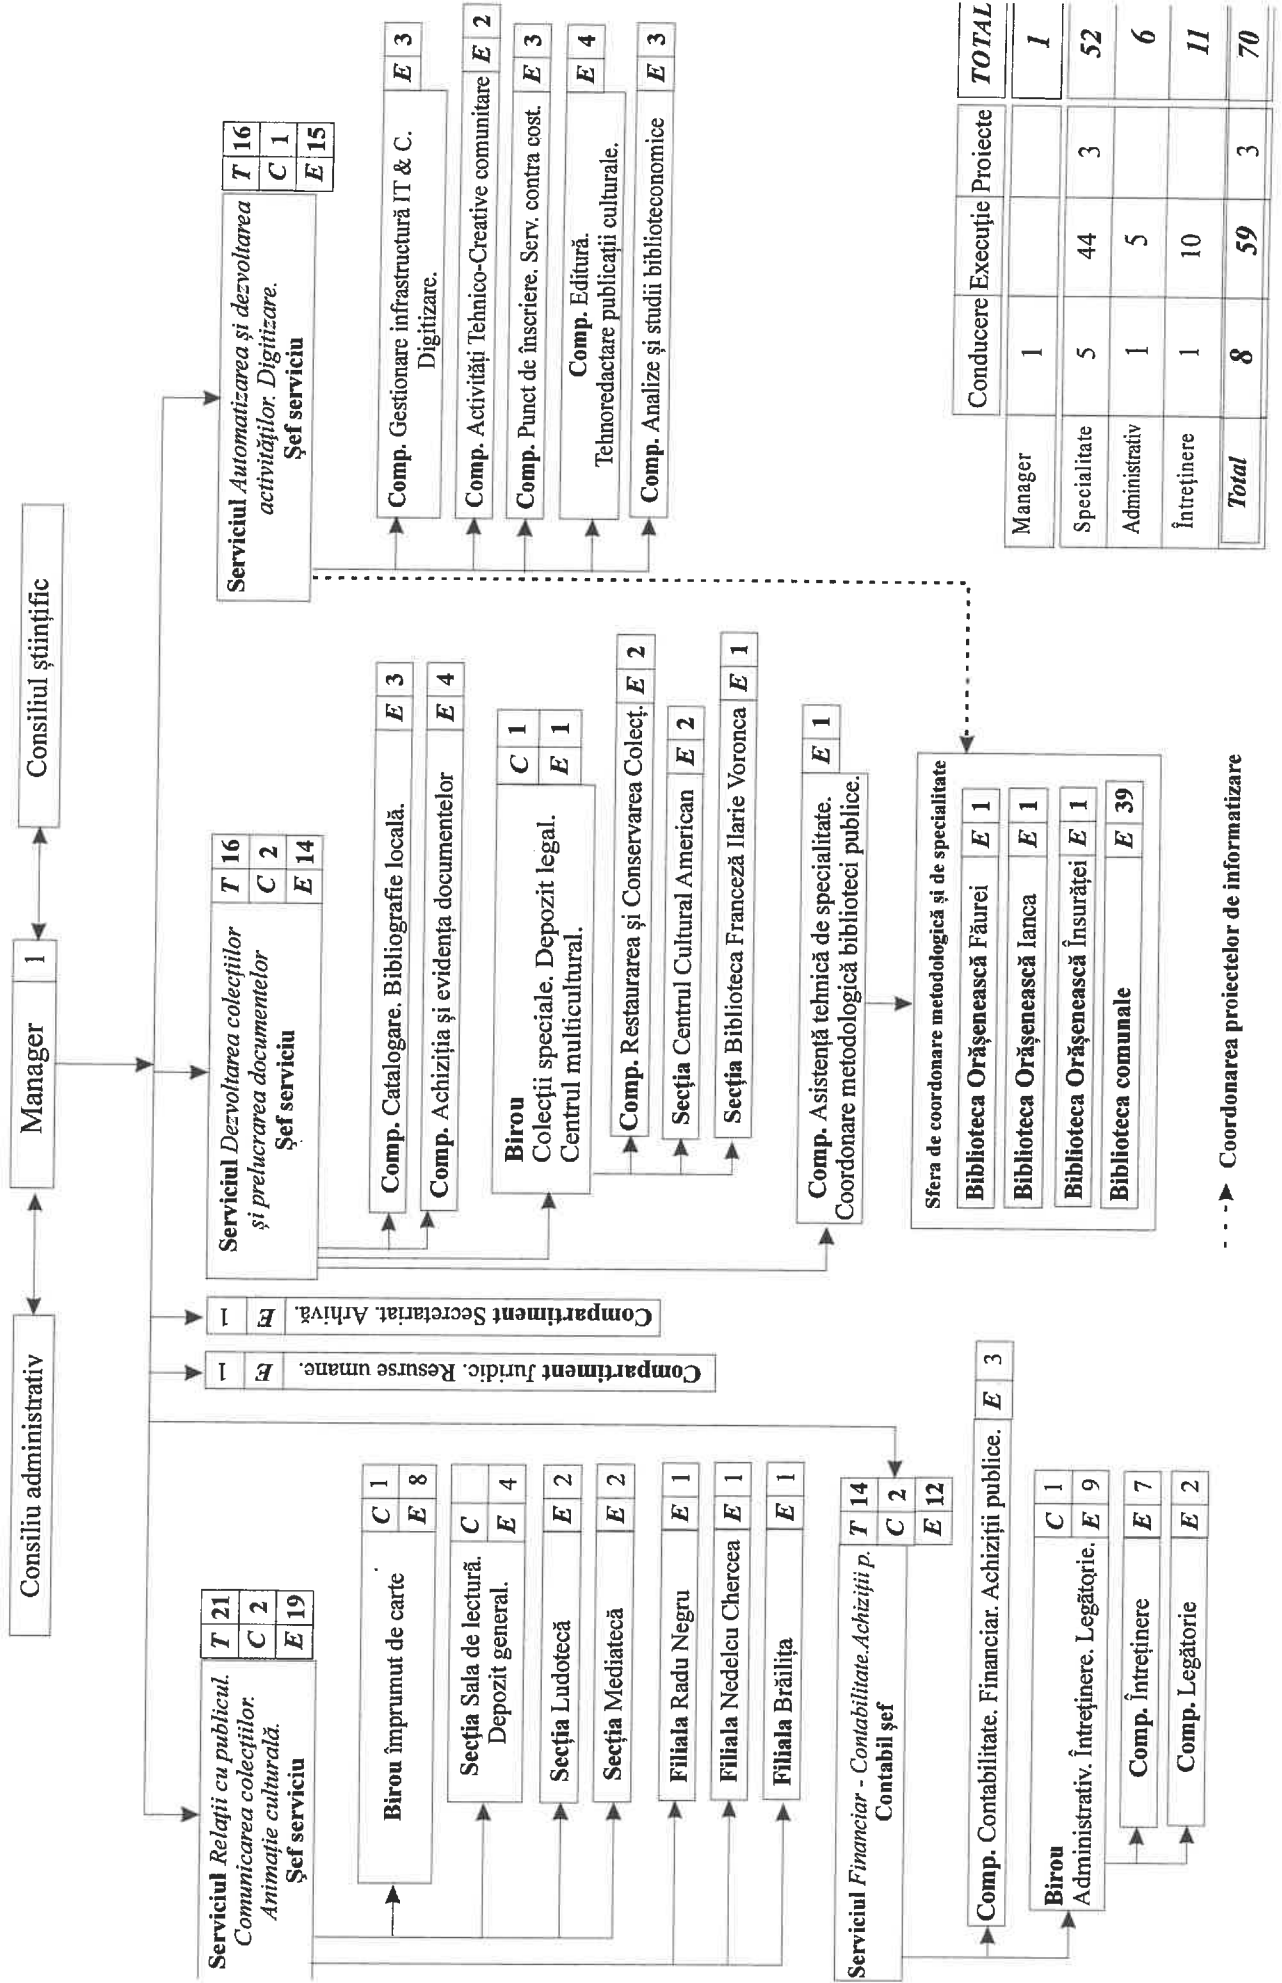 Consiliu administrativ
Manager 1
Consiliul științific
Serviciul Relații cu publicul.
Comunicarea colecțiilor.
Animație culturală.
Șef serviciu
T 21
C 2
E 19
Birou împrumut de carte
C 1
E 8
Secția Sala de lectură.
Depozit general.
C
E 4
Secția Ludotecă E 2
Secția Mediatecă E 2
Filiala Radu Negru E 1
Filiala Nedelcu Chercea E 1
Filiala Brăilița E 1
Serviciul Financiar - Contabilitate.Achiziții p.
Contabil șef
T 14
C 2
E 12
Comp. Contabilitate. Financiar. Achiziții publice. E 3
Birou
Administrativ. Întreținere. Legătorie.
C 1
E 9
Comp. Întreținere E 7
Comp. Legătorie E 2
Compartiment Juridic. Resurse umane. E 1
Compartiment Secretariat. Arhivă. E 1
Serviciul Dezvoltarea colecțiilor
și prelucrarea documentelor
Șef serviciu
T 16
C 2
E 14
Comp. Catalogare. Bibliografie locală. E 3
Comp. Achiziția și evidența documentelor E 4
Birou
Colecții speciale. Depozit legal.
Centrul multicultural.
C 1
E 1
Comp. Restaurarea și Conservarea Colecț. E 2
Secția Centrul Cultural American E 2
Secția Biblioteca Franceză Ilarie Voronca E 1
Comp. Asistență tehnică de specialitate.
Coordonare metodologică biblioteci publice.
E 1
Sfera de coordonare metodologică și de specialitate
Biblioteca Orășenească Făurei E 1
Biblioteca Orășenească Ianca E 1
Biblioteca Orășenească Însurăței E 1
Biblioteca comunale E 39
Coordonarea proiectelor de informatizare
Serviciul Automatizarea și dezvoltarea
activităților. Digitizare.
Șef serviciu
T 16
C 1
E 15
Comp. Gestionare infrastructură IT & C.
Digitizare.
E 3
Comp. Activități Tehnico-Creative comunitare E 2
Comp. Punct de înscriere. Serv. contra cost. E 3
Comp. Editură.
Tehnoredactare publicații culturale.
E 4
Comp. Analize și studii biblioteconomice E 3
Conducere Execuție Proiecte TOTAL
Manager 1 1
Specialitate 5 44 3 52
Administrativ 1 5 6
Întreținere 1 10 11
Total 8 59 3 70